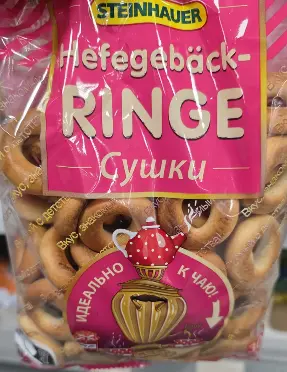 STEINHAUER
Hefegebäck-
RINGE
Сушки
ИДЕАЛЬНО К ЧАЮ!